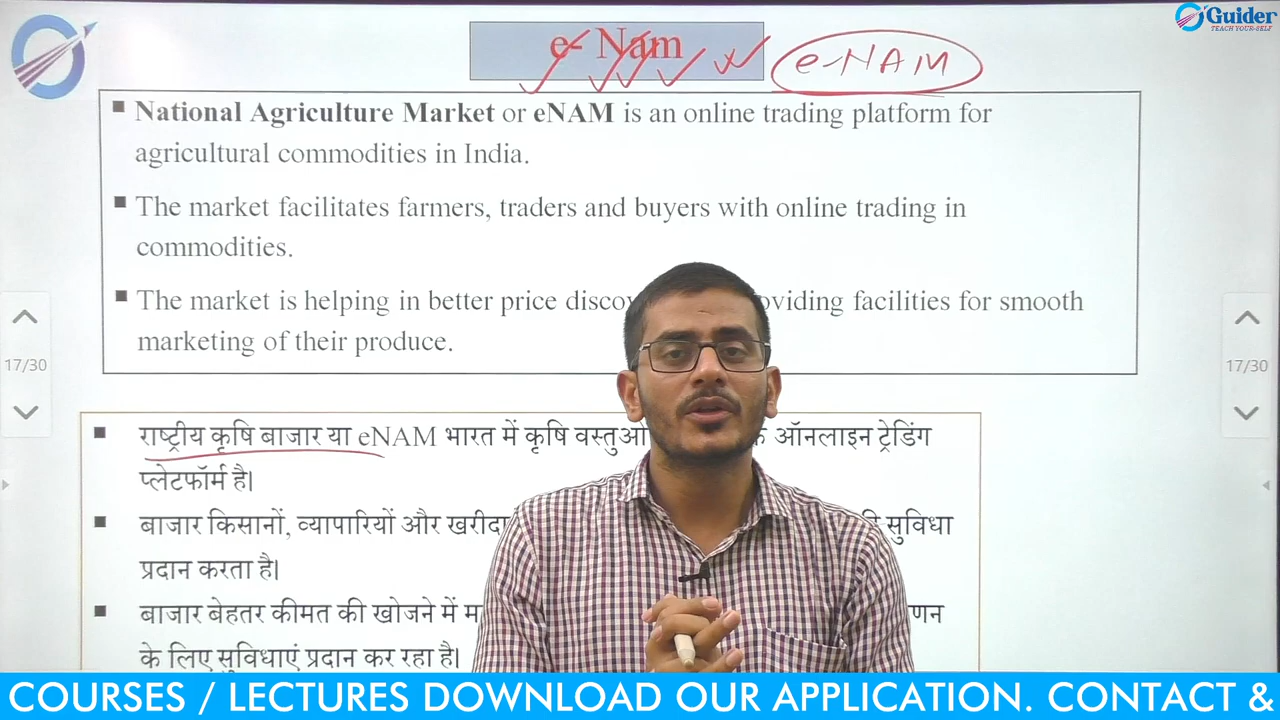 Guider
TEACH YOUR-SELF
e- Nam
e-NAM
National Agriculture Market or eNAM is an online trading platform for
agricultural commodities in India.
The market facilitates farmers, traders and buyers with online trading in
commodities.
The market is helping in better price oviding facilities for smooth
marketing of their produce.
17/30
17/30
राष्ट्रीय कृषि बाजार या eNAM भारत में कृषि ऑनलाइन ट्रेडिंग
प्लेटफॉर्म है।
बाजार किसानों, व्यापारियों और सुविधा
प्रदान करता है।
बाजार बेहतर कीमत की खोजने में
के लिए सुविधाएं प्रदान कर रहा है।
COURSES / LECTURES DOWNLOAD OUR APPLICATION. CONTACT &